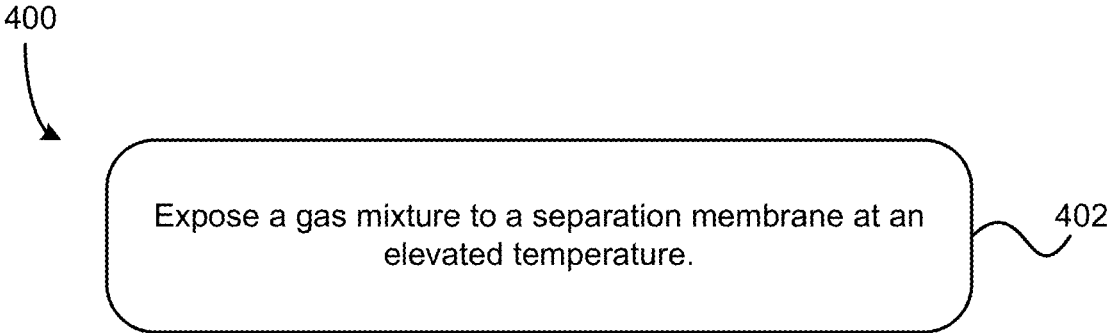 400
Expose a gas mixture to a separation membrane at an
elevated temperature.
402